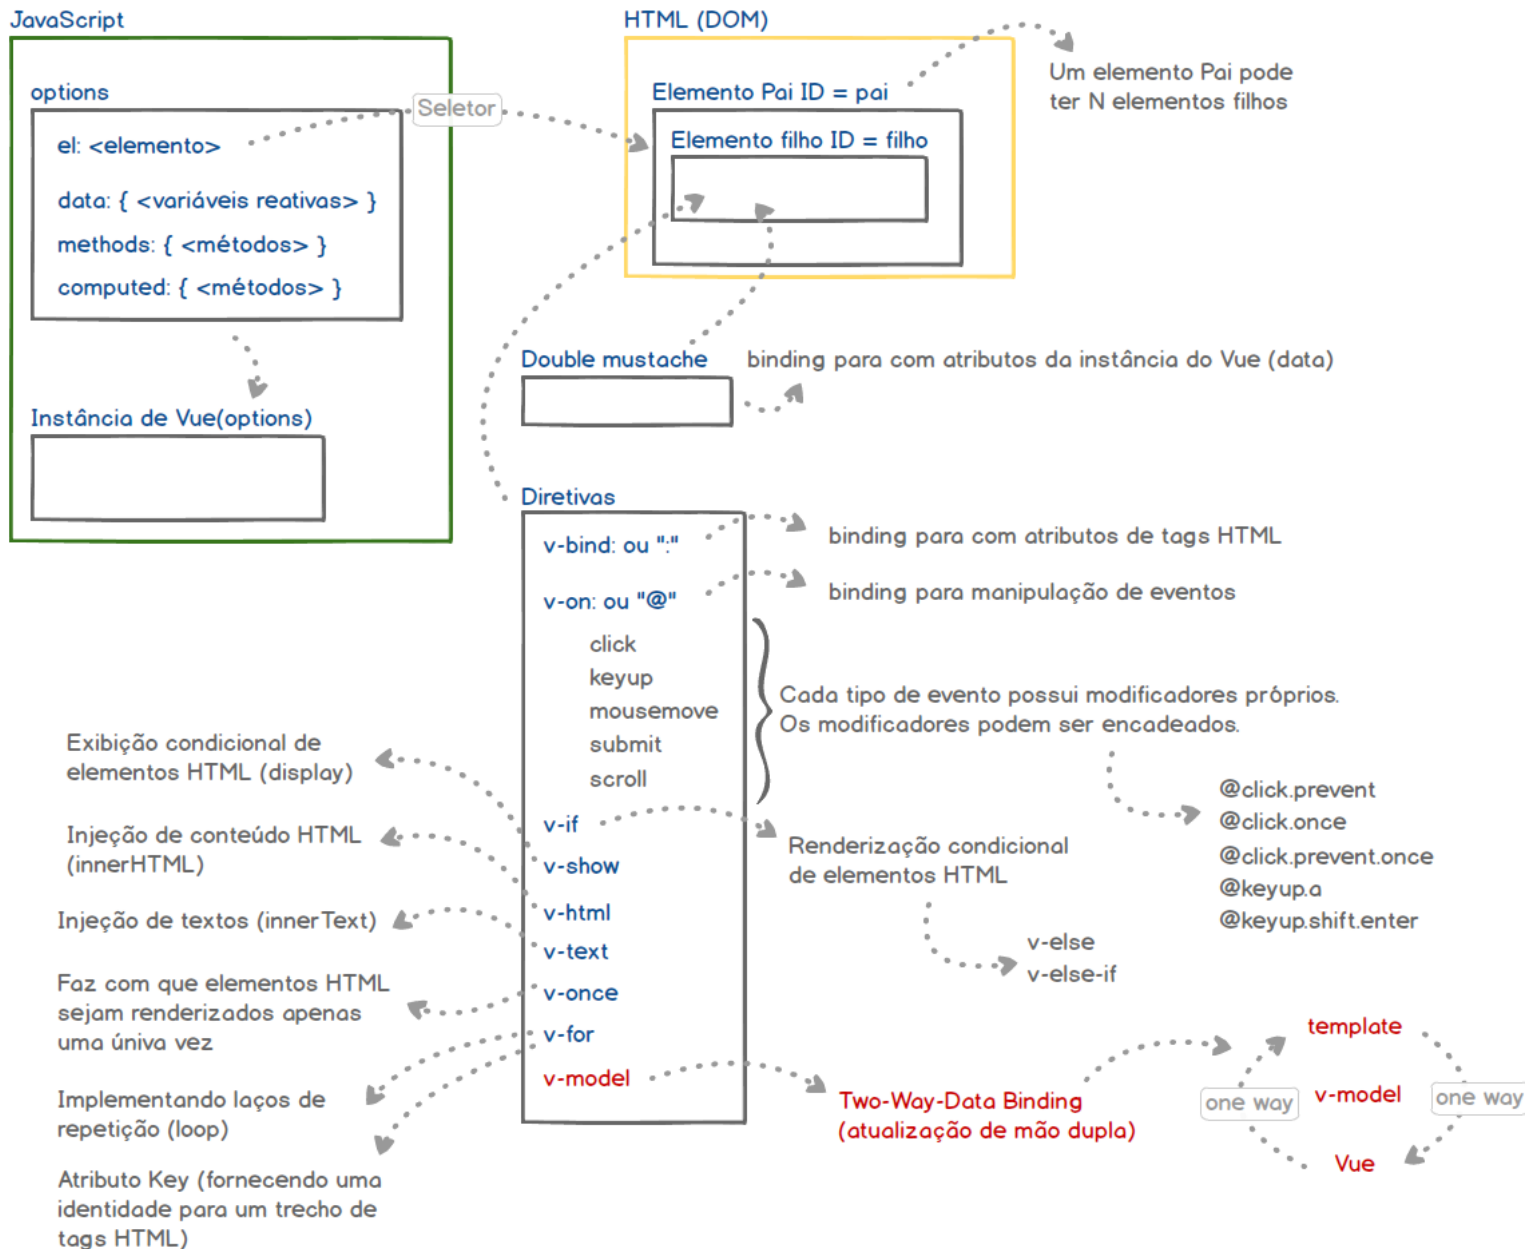 JavaScript
options
el: <elemento>
data: { <variáveis reativas> }
methods: { <métodos> }
computed: { <métodos> }
Instância de Vue(options)
Seletor
HTML (DOM)
Elemento Pai ID = pai
Elemento filho ID = filho
Um elemento Pai pode
ter N elementos filhos
Double mustache
binding para com atributos da instância do Vue (data)
Diretivas
v-bind: ou ":"
binding para com atributos de tags HTML
v-on: ou "@"
binding para manipulação de eventos
click
keyup
mousemove
submit
scroll
Cada tipo de evento possui modificadores próprios.
Os modificadores podem ser encadeados.
@click.prevent
@click.once
@click.prevent.once
@keyup.a
@keyup.shift.enter
v-if
Renderização condicional
de elementos HTML
v-else
v-else-if
v-show
Exibição condicional de
elementos HTML (display)
v-html
Injeção de conteúdo HTML
(innerHTML)
v-text
Injeção de textos (innerText)
v-once
Faz com que elementos HTML
sejam renderizados apenas
uma úniva vez
v-for
Implementando laços de
repetição (loop)
Atributo Key (fornecendo uma
identidade para um trecho de
tags HTML)
v-model
Two-Way-Data Binding
(atualização de mão dupla)
template
one way
v-model
one way
Vue